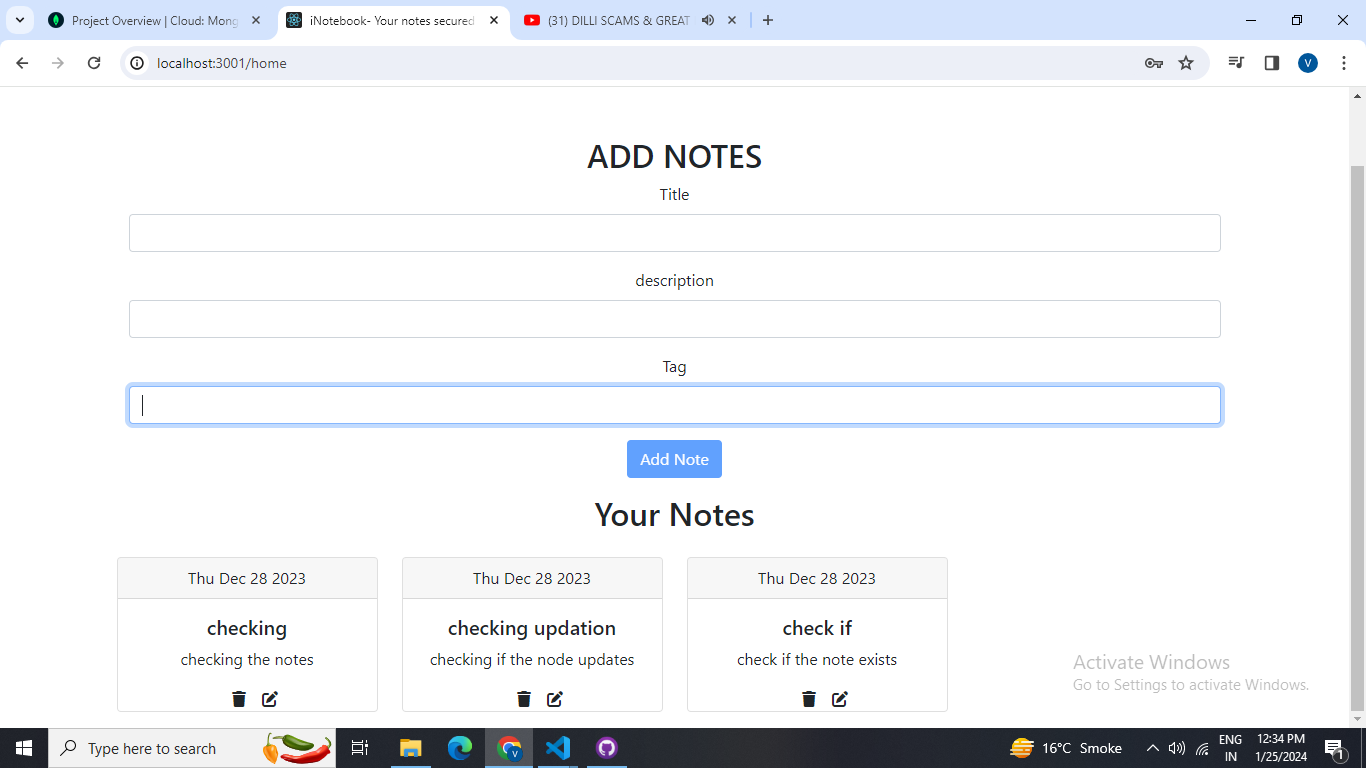 Project Overview | Cloud: Mong
iNotebook- Your notes secured
(31) DILLI SCAMS & GREAT
localhost:3001/home
V
ADD NOTES
Title
description
Tag
Add Note
Your Notes
Thu Dec 28 2023
checking
checking the notes
Thu Dec 28 2023
checking updation
checking if the node updates
Thu Dec 28 2023
check if
check if the note exists
Activate Windows
Go to Settings to activate Windows.
Type here to search
V
16°C Smoke
ENG
IN
12:34 PM
1/25/2024
1